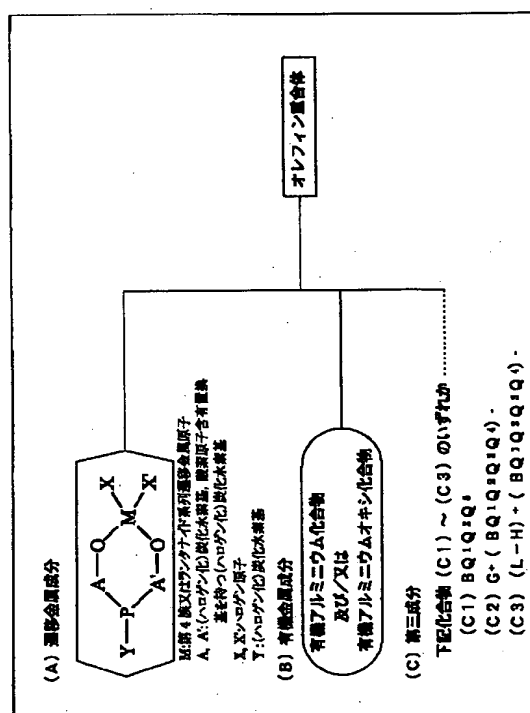 (A) 遷移金属成分
Y—P
A—O
A'—O
M
X
X'
M:第4族又はランタナイド系列遷移金属原子
A, A':(ハロゲン化)炭化水素基, 酸素原子含有置換
基を持つ(ハロゲン化)炭化水素基
X, X':ハロゲン原子
Y:(ハロゲン化)炭化水素基
(B) 有機金属成分
有機アルミニウム化合物
及び/又は
有機アルミニウムオキシ化合物
(C) 第三成分
下記化合物 (C1) ~ (C3) のいずれか
(C1) BQ¹Q²Q³
(C2) G+ (BQ¹Q²Q³Q⁴) -
(C3) (L-H) + (BQ¹Q²Q³Q⁴) -
オレフィン重合体